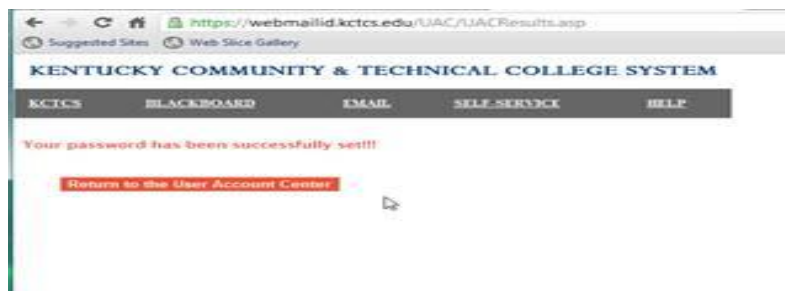 https://webmailid.kctcs.edu/UAC/UACResults.asp
Suggested Sites Web Slice Gallery
KENTUCKY COMMUNITY & TECHNICAL COLLEGE SYSTEM
KCTCS BLACKBOARD EMAIL SELF-SERVICE HELP
Your password has been successfully set!!!
Return to the User Account Center